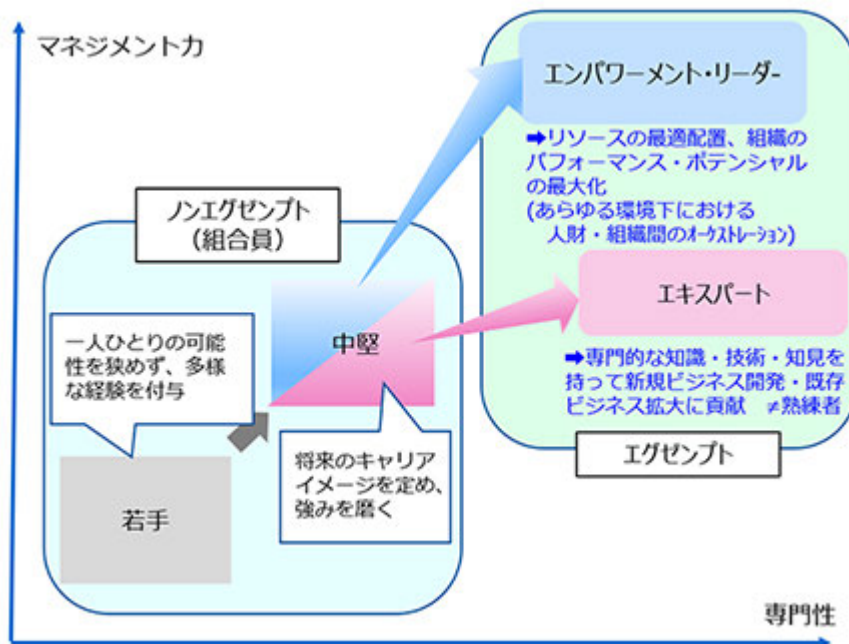 マネジメント力
エンパワーメント・リーダー
➡リソースの最適配置、組織の
パフォーマンス・ポテンシャル
の最大化
(あらゆる環境下における
人財・組織間のｵｰｹｽﾄﾚｰｼｮﾝ)
ノンエグゼンプト
（組合員）
エキスパート
中堅
一人ひとりの可能
性を狭めず、多様
な経験を付与
➡専門的な知識・技術・知見を
持って新規ビジネス開発・既存
ビジネス拡大に貢献　≠熟練者
エグゼンプト
将来のキャリア
イメージを定め、
強みを磨く
若手
専門性